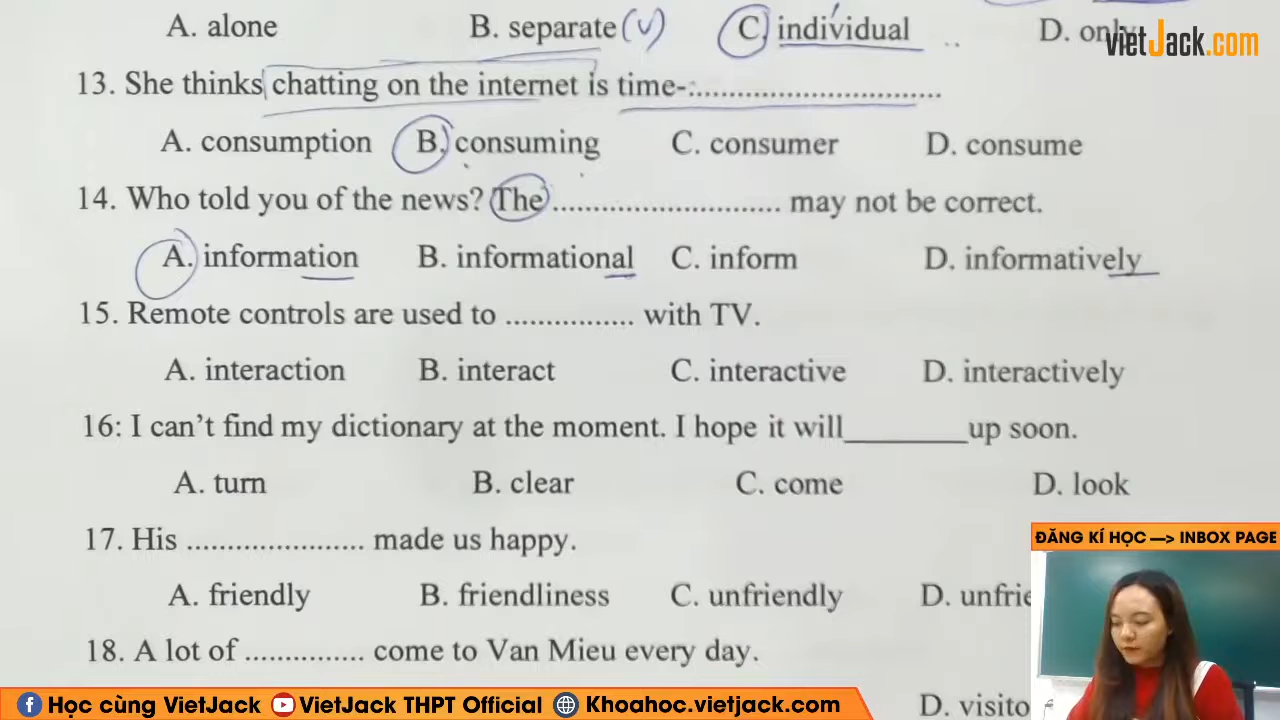 A. alone B. separate (v) C. individual D. only
vietJack.com
13. She thinks chatting on the internet is time-:...............................
A. consumption B. consuming C. consumer D. consume
14. Who told you of the news? The ............................ may not be correct.
A. information B. informational C. inform D. informatively
15. Remote controls are used to ................ with TV.
A. interaction B. interact C. interactive D. interactively
16: I can’t find my dictionary at the moment. I hope it will________up soon.
A. turn B. clear C. come D. look
17. His ...................... made us happy.
ĐĂNG KÍ HỌC —> INBOX PAGE
A. friendly B. friendliness C. unfriendly D.
18. A lot of ............... come to Van Mieu every day.
D.
Học cùng VietJack VietJack THPT Official Khoahoc.vietjack.com